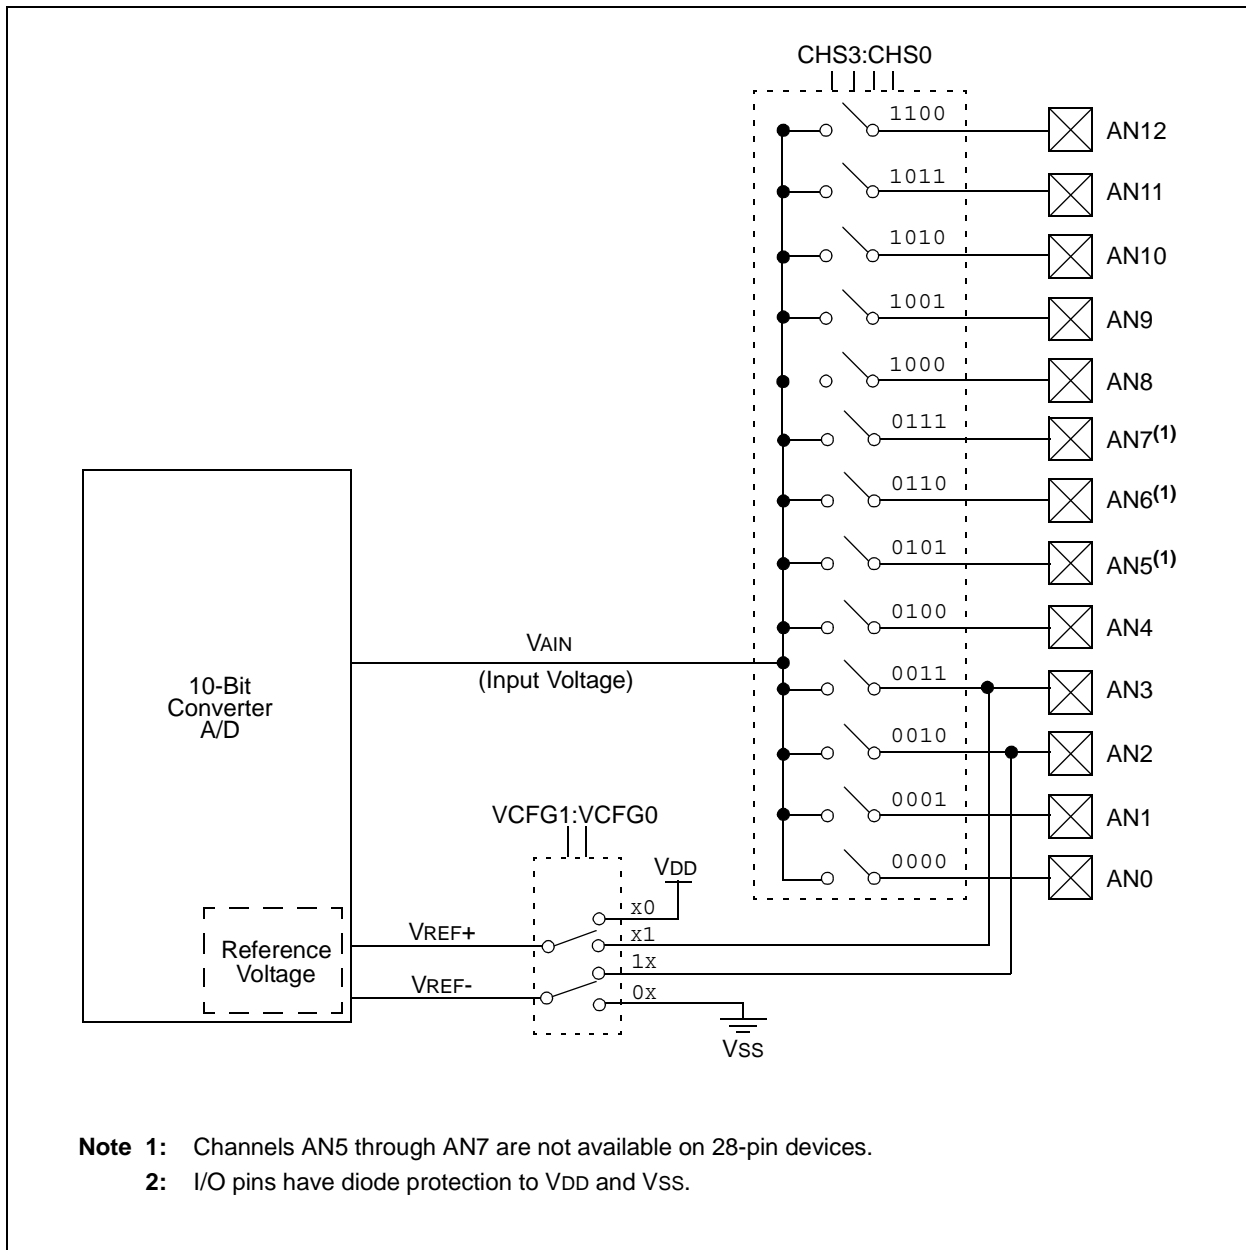 CHS3:CHS0
1100
AN12
1011
AN11
1010
AN10
1001
AN9
1000
AN8
0111
AN7(1)
0110
AN6(1)
0101
AN5(1)
0100
AN4
VAIN
(Input Voltage)
0011
AN3
10-Bit
Converter
A/D
0010
AN2
0001
AN1
VCFG1:VCFG0
0000
AN0
VDD
x0
VREF+
x1
Reference
Voltage
1x
VREF-
0x
VSS
Note 1: Channels AN5 through AN7 are not available on 28-pin devices.
2: I/O pins have diode protection to VDD and VSS.